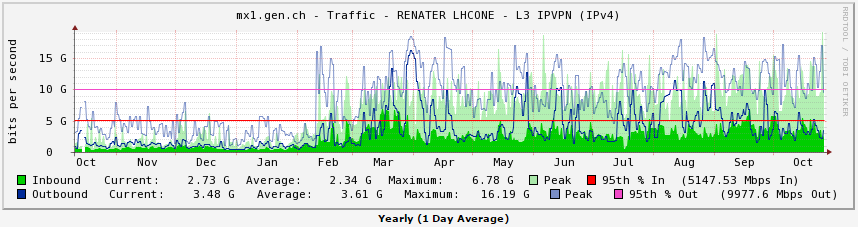 mx1.gen.ch - Traffic - RENATER LHCONE - L3 IPVPN (IPv4)
RRDTOOL / TOBI OETIKER
bits per second
15 G
10 G
5 G
0
Oct Nov Dec Jan Feb Mar Apr May Jun Jul Aug Sep Oct
Inbound Current: 2.73 G Average: 2.34 G Maximum: 6.78 G Peak 95th % In (5147.53 Mbps In)
Outbound Current: 3.48 G Average: 3.61 G Maximum: 16.19 G Peak 95th % Out (9977.6 Mbps Out)
Yearly (1 Day Average)